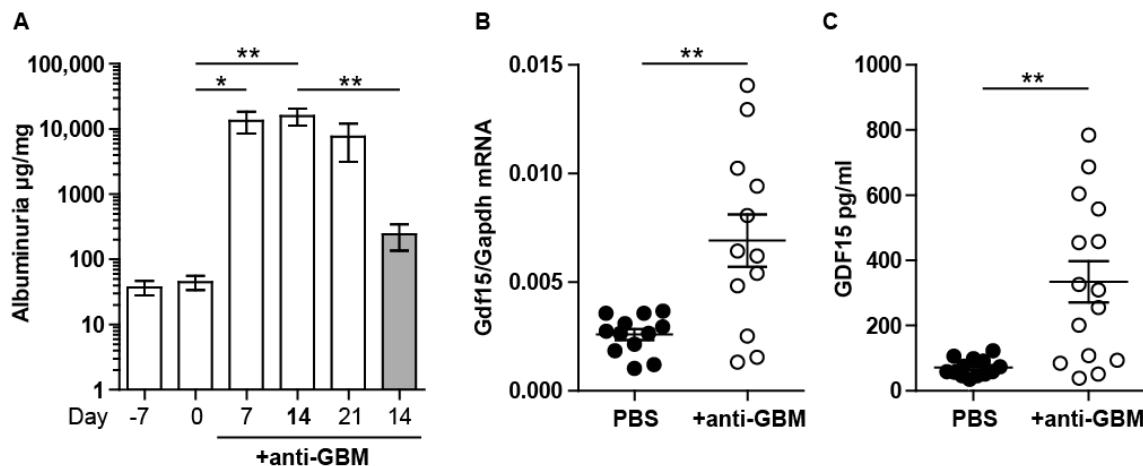 A
Albuminuria µg/mg
100,000
10,000
1000
100
10
1
**
*
**
Day -7 0 7 14 21 14
+anti-GBM
B
Gdf15/Gapdh mRNA
0.015
0.010
0.005
0.000
**
PBS +anti-GBM
C
GDF15 pg/ml
1000
800
600
400
200
0
**
PBS +anti-GBM